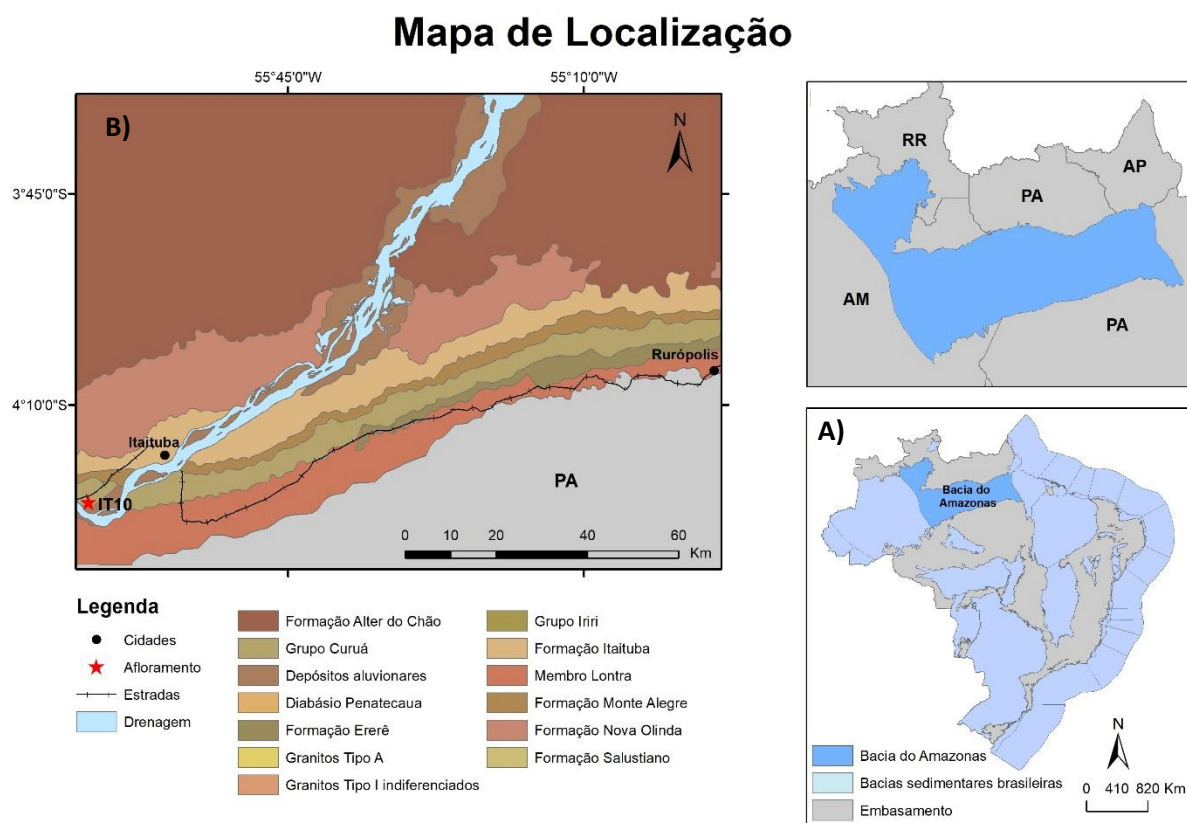 Mapa de Localização
55°45'0"W
55°10'0"W
B)
N
3°45'0"S
4°10'0"S
Rurópolis
Itaituba
IT10
PA
0 10 20 40 60
Km
Legenda
Cidades
Afloramento
Estradas
Drenagem
Formação Alter do Chão
Grupo Curuá
Depósitos aluvionares
Diabásio Penatecaua
Formação Ererê
Granitos Tipo A
Granitos Tipo I indiferenciados
Grupo Iriri
Formação Itaituba
Membro Lontra
Formação Monte Alegre
Formação Nova Olinda
Formação Salustiano
RR
AP
PA
AM
PA
A)
Bacia do
Amazonas
N
Bacia do Amazonas
Bacias sedimentares brasileiras
Embasamento
0 410 820 Km